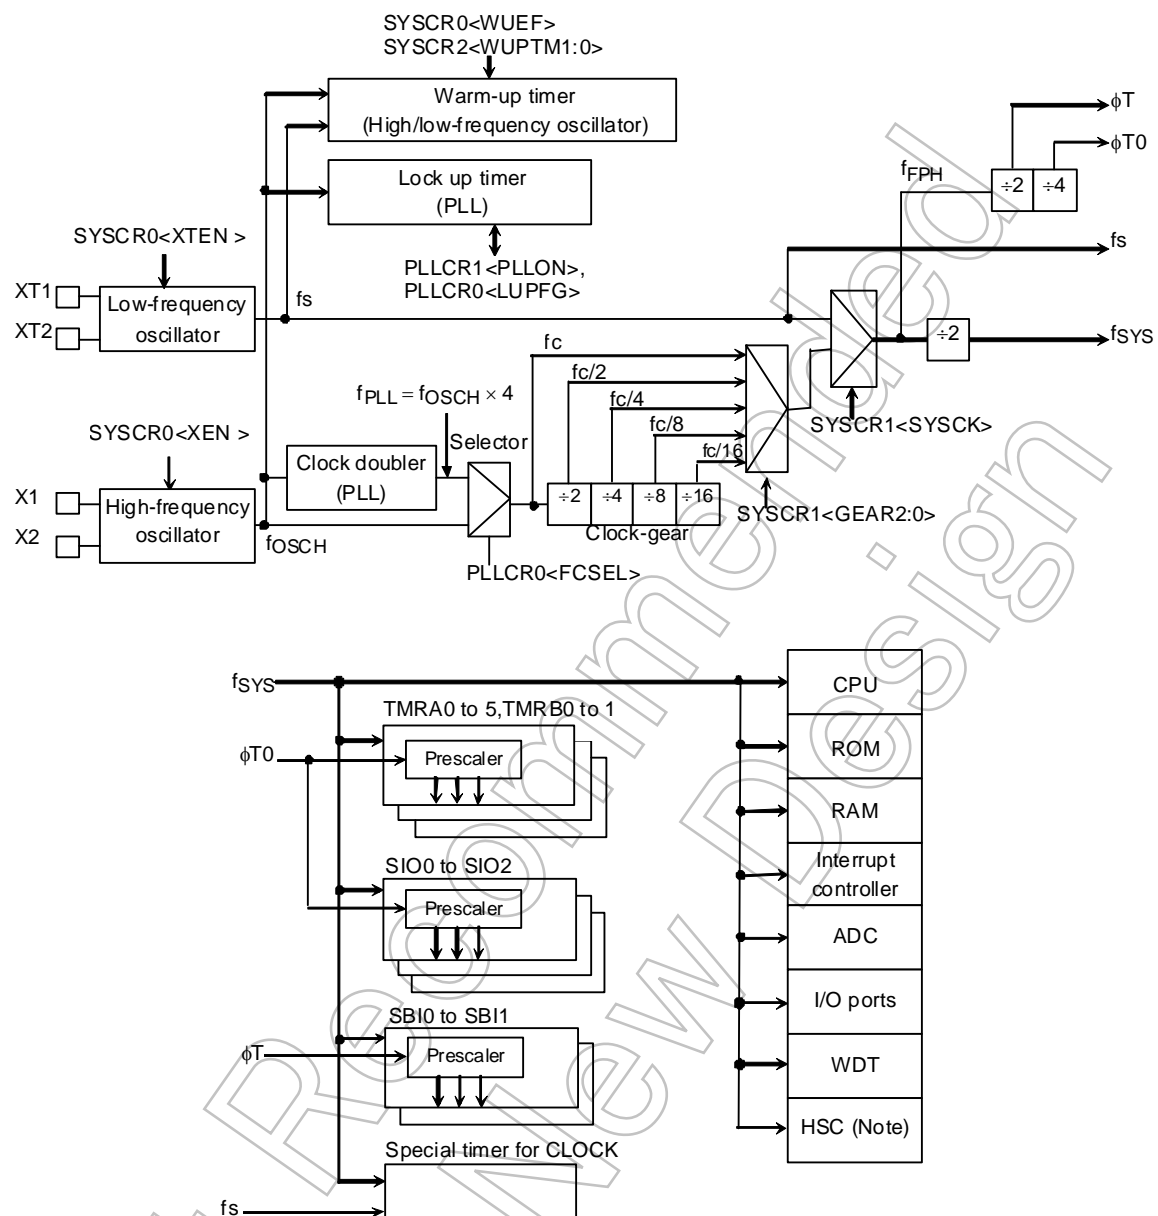 SYSCR0<WUEF>
SYSCR2<WUPTM1:0>
Warm-up timer
(High/low-frequency oscillator)
ϕT
ϕT0
fFPH
÷2
÷4
Lock up timer
(PLL)
SYSCR0<XTEN >
fs
PLLCR1<PLLON>,
PLLCR0<LUPFG>
XT1
XT2
Low-frequency
oscillator
fs
fc
÷2
fSYS
fc/2
fPLL = fOSCH × 4
fc/4
SYSCR1<SYSCK>
SYSCR0<XEN >
Selector
fc/8
fc/16
Clock doubler
(PLL)
X1
X2
High-frequency
oscillator
÷2
÷4
÷8
÷16
SYSCR1<GEAR2:0>
Clock-gear
fOSCH
PLLCR0<FCSEL>
fSYS
CPU
TMRA0 to 5,TMRB0 to 1
ϕT0
Prescaler
ROM
RAM
SIO0 to SIO2
Prescaler
Interrupt
controller
ADC
I/O ports
SBI0 to SBI1
ϕT
Prescaler
WDT
HSC (Note)
Special timer for CLOCK
fs
Recommended
New Design